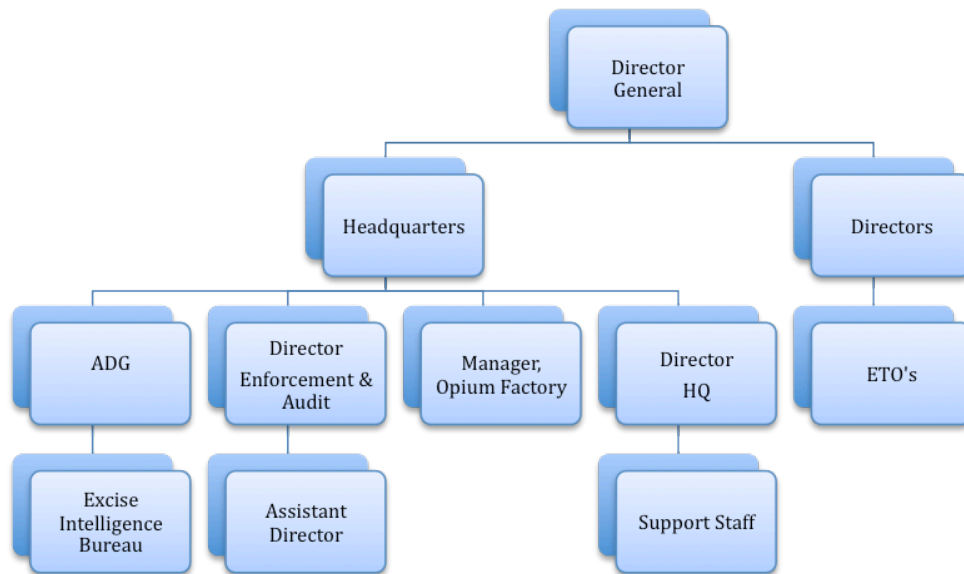 Director
General
Headquarters
Directors
ADG
Director
Enforcement &
Audit
Manager,
Opium Factory
Director
HQ
ETO's
Excise
Intelligence
Bureau
Assistant
Director
Support Staff